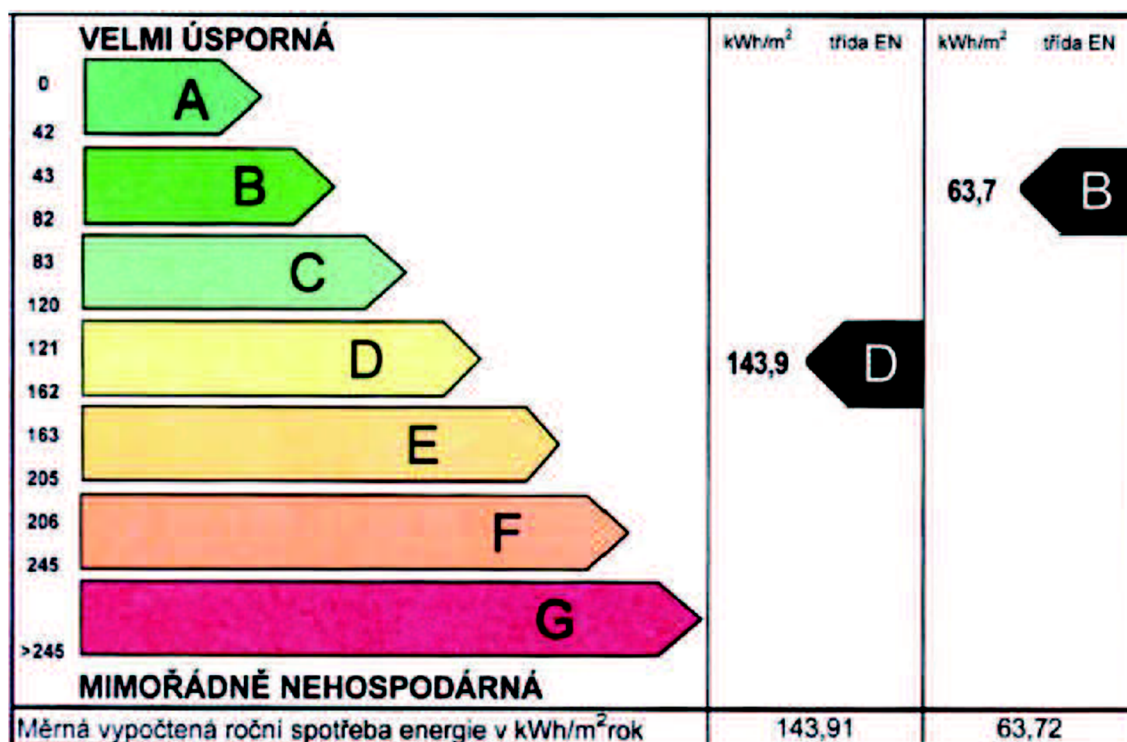 VELMI ÚSPORNÁ
kWh/m² třída EN kWh/m² třída EN
0
A
42
43
B
63,7 B
82
83
C
120
121
D
143,9 D
162
163
E
205
206
F
245
G
>245
MIMOŘÁDNĚ NEHOSPODÁRNÁ
Měrná vypočtená roční spotřeba energie v kWh/m²rok 143,91 63,72